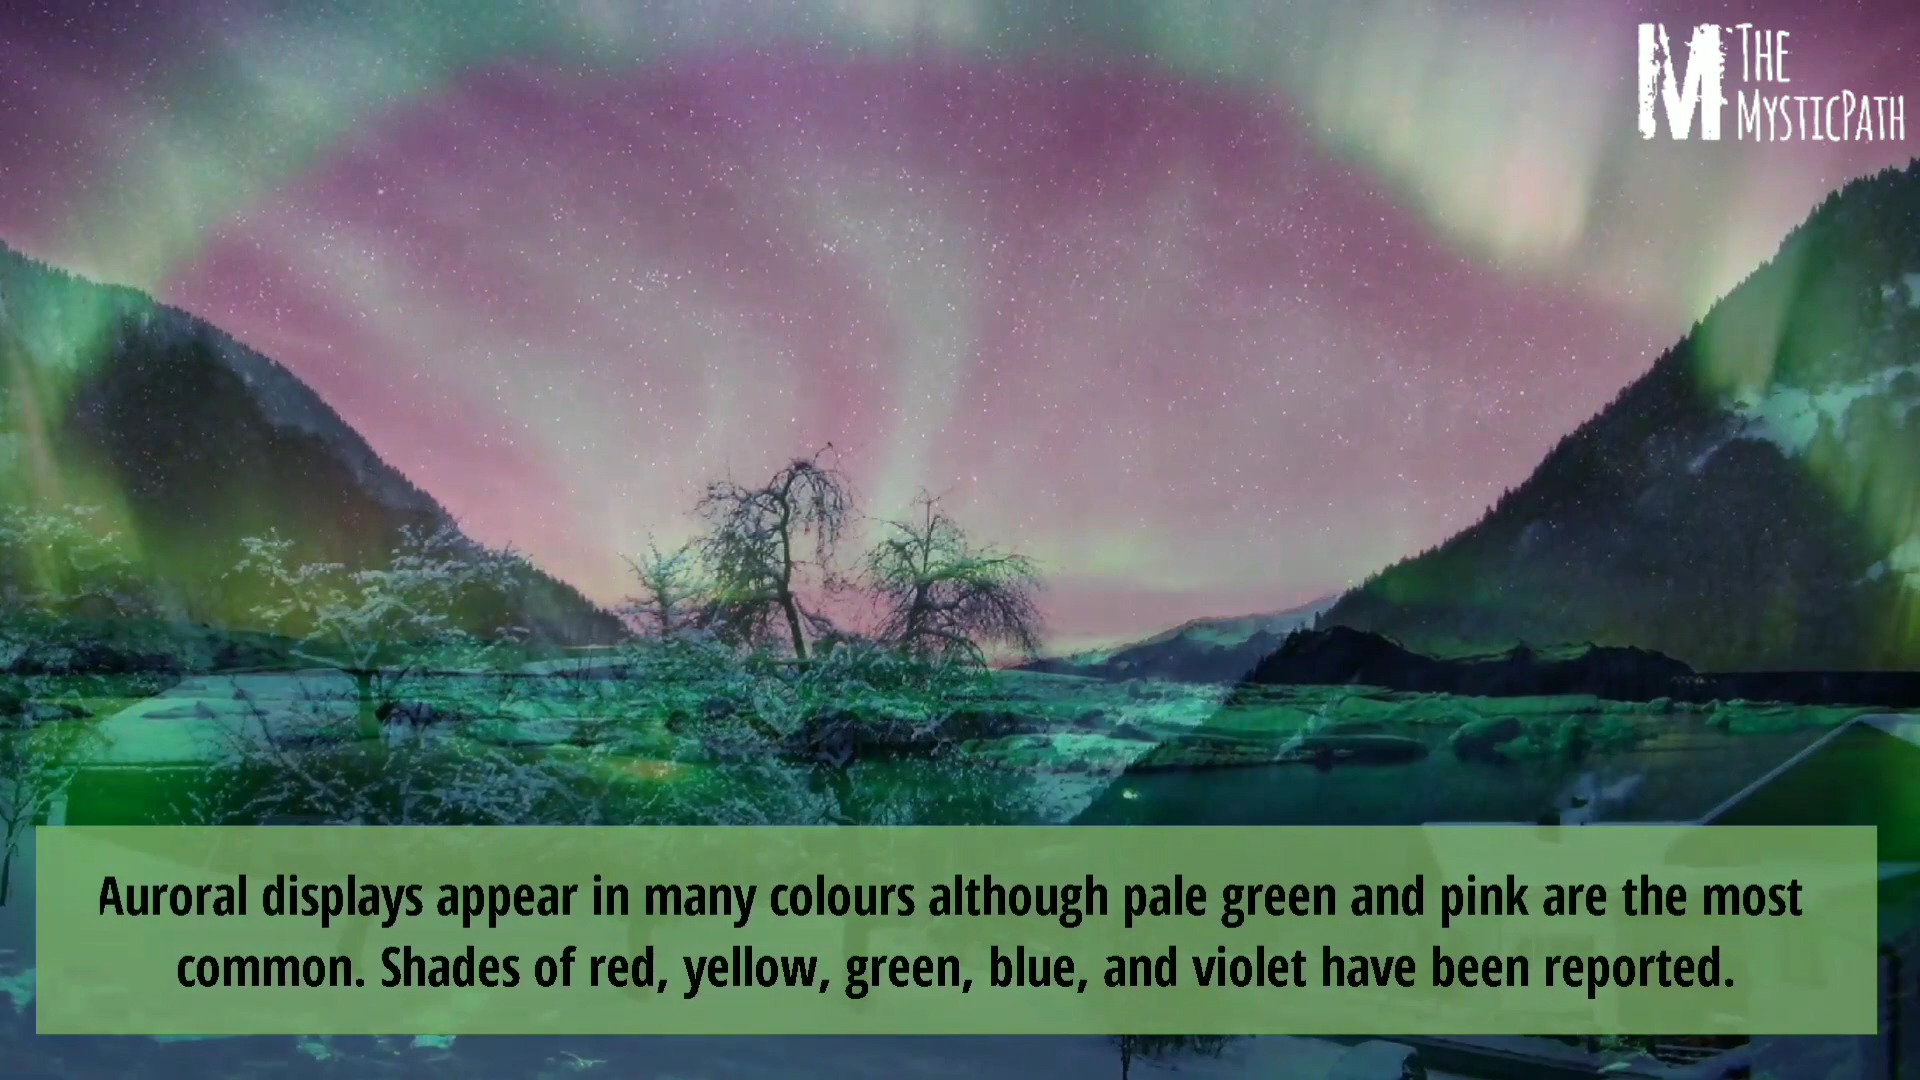 M THE
MYSTICPATH
Auroral displays appear in many colours although pale green and pink are the most
common. Shades of red, yellow, green, blue, and violet have been reported.